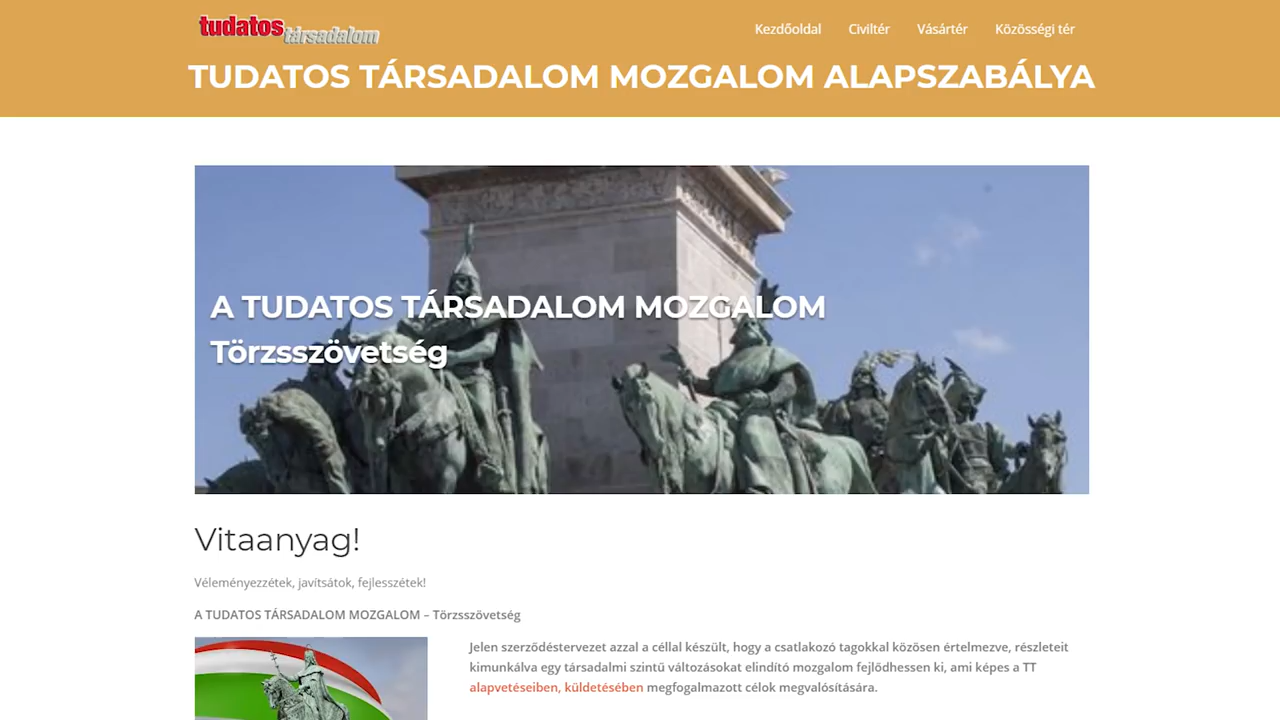 tudatos társadalom
Kezdőoldal Civiltér Vásártér Közösségi tér
TUDATOS TÁRSADALOM MOZGALOM ALAPSZABÁLYA
A TUDATOS TÁRSADALOM MOZGALOM
Törzsszövetség
Vitaanyag!
Véleményezzétek, javítsátok, fejlesszétek!
A TUDATOS TÁRSADALOM MOZGALOM – Törzsszövetség
Jelen szerződéstervezet azzal a céllal készült, hogy a csatlakozó tagokkal közösen értelmezve, részleteit
kimunkálva egy társadalmi szintű változásokat elindító mozgalom fejlődhessen ki, ami képes a TT
alapvetéseiben, küldetésében megfogalmazott célok megvalósítására.